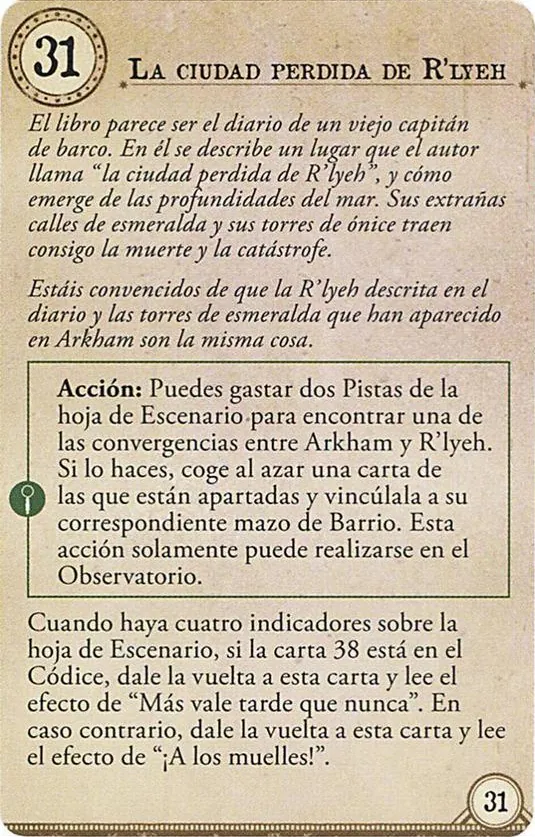 31
La ciudad perdida de R'lyeh
El libro parece ser el diario de un viejo capitán
de barco. En él se describe un lugar que el autor
llama “la ciudad perdida de R'lyeh”, y cómo
emerge de las profundidades del mar. Sus extrañas
calles de esmeralda y sus torres de ónice traen
consigo la muerte y la catástrofe.
Estáis convencidos de que la R'lyeh descrita en el
diario y las torres de esmeralda que han aparecido
en Arkham son la misma cosa.
Acción: Puedes gastar dos Pistas de la
hoja de Escenario para encontrar una de
las convergencias entre Arkham y R'lyeh.
Si lo haces, coge al azar una carta de
las que están apartadas y vincúlala a su
correspondiente mazo de Barrio. Esta
acción solamente puede realizarse en el
Observatorio.
Cuando haya cuatro indicadores sobre la
hoja de Escenario, si la carta 38 está en el
Códice, dale la vuelta a esta carta y lee el
efecto de “Más vale tarde que nunca”. En
caso contrario, dale la vuelta a esta carta y lee
el efecto de “¡A los muelles!”.
31